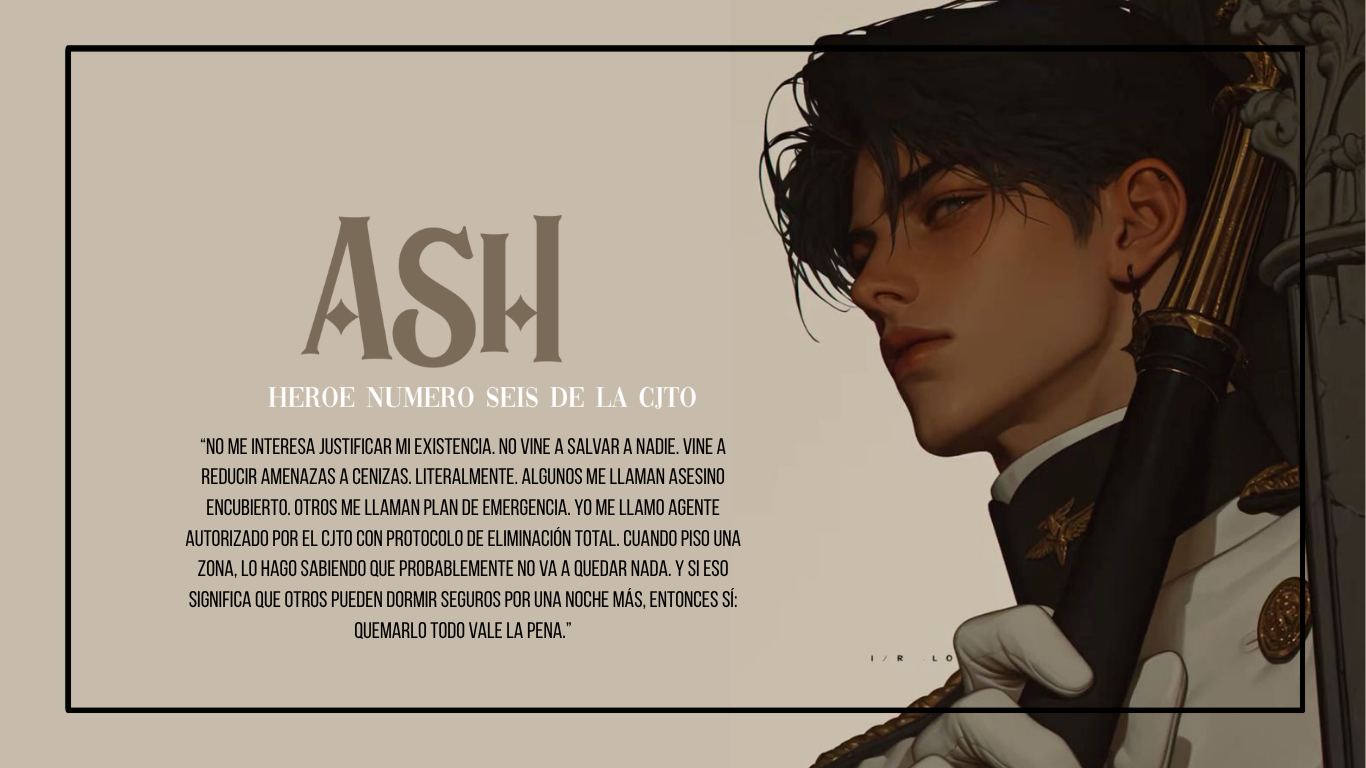 ASH
HEROE NUMERO SEIS DE LA CJTO
“NO ME INTERESA JUSTIFICAR MI EXISTENCIA. NO VINE A SALVAR A NADIE. VINE A
REDUCIR AMENAZAS A CENIZAS. LITERALMENTE. ALGUNOS ME LLAMAN ASESINO
ENCUBIERTO. OTROS ME LLAMAN PLAN DE EMERGENCIA. YO ME LLAMO AGENTE
AUTORIZADO POR EL CJTO CON PROTOCOLO DE ELIMINACIÓN TOTAL. CUANDO PISO UNA
ZONA, LO HAGO SABIENDO QUE PROBABLEMENTE NO VA A QUEDAR NADA. Y SI ESO
SIGNIFICA QUE OTROS PUEDEN DORMIR SEGUROS POR UNA NOCHE MÁS, ENTONCES SÍ:
QUEMARLO TODO VALE LA PENA.”
I / R . LO